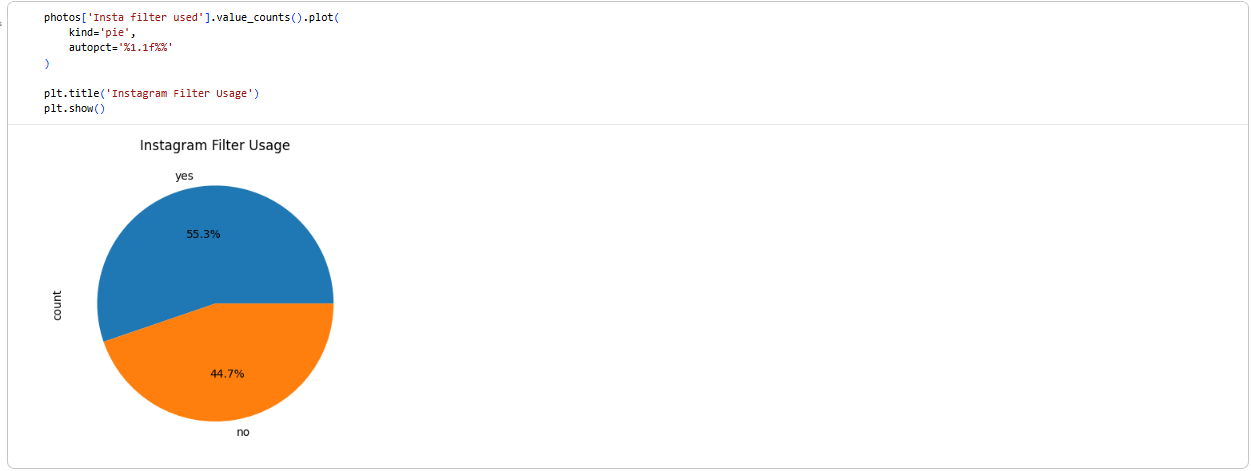 photos['Insta filter used'].value_counts().plot(
    kind='pie',
    autopct='%1.1f%%'
)
plt.title('Instagram Filter Usage')
plt.show()
Instagram Filter Usage
yes
55.3%
count
44.7%
no